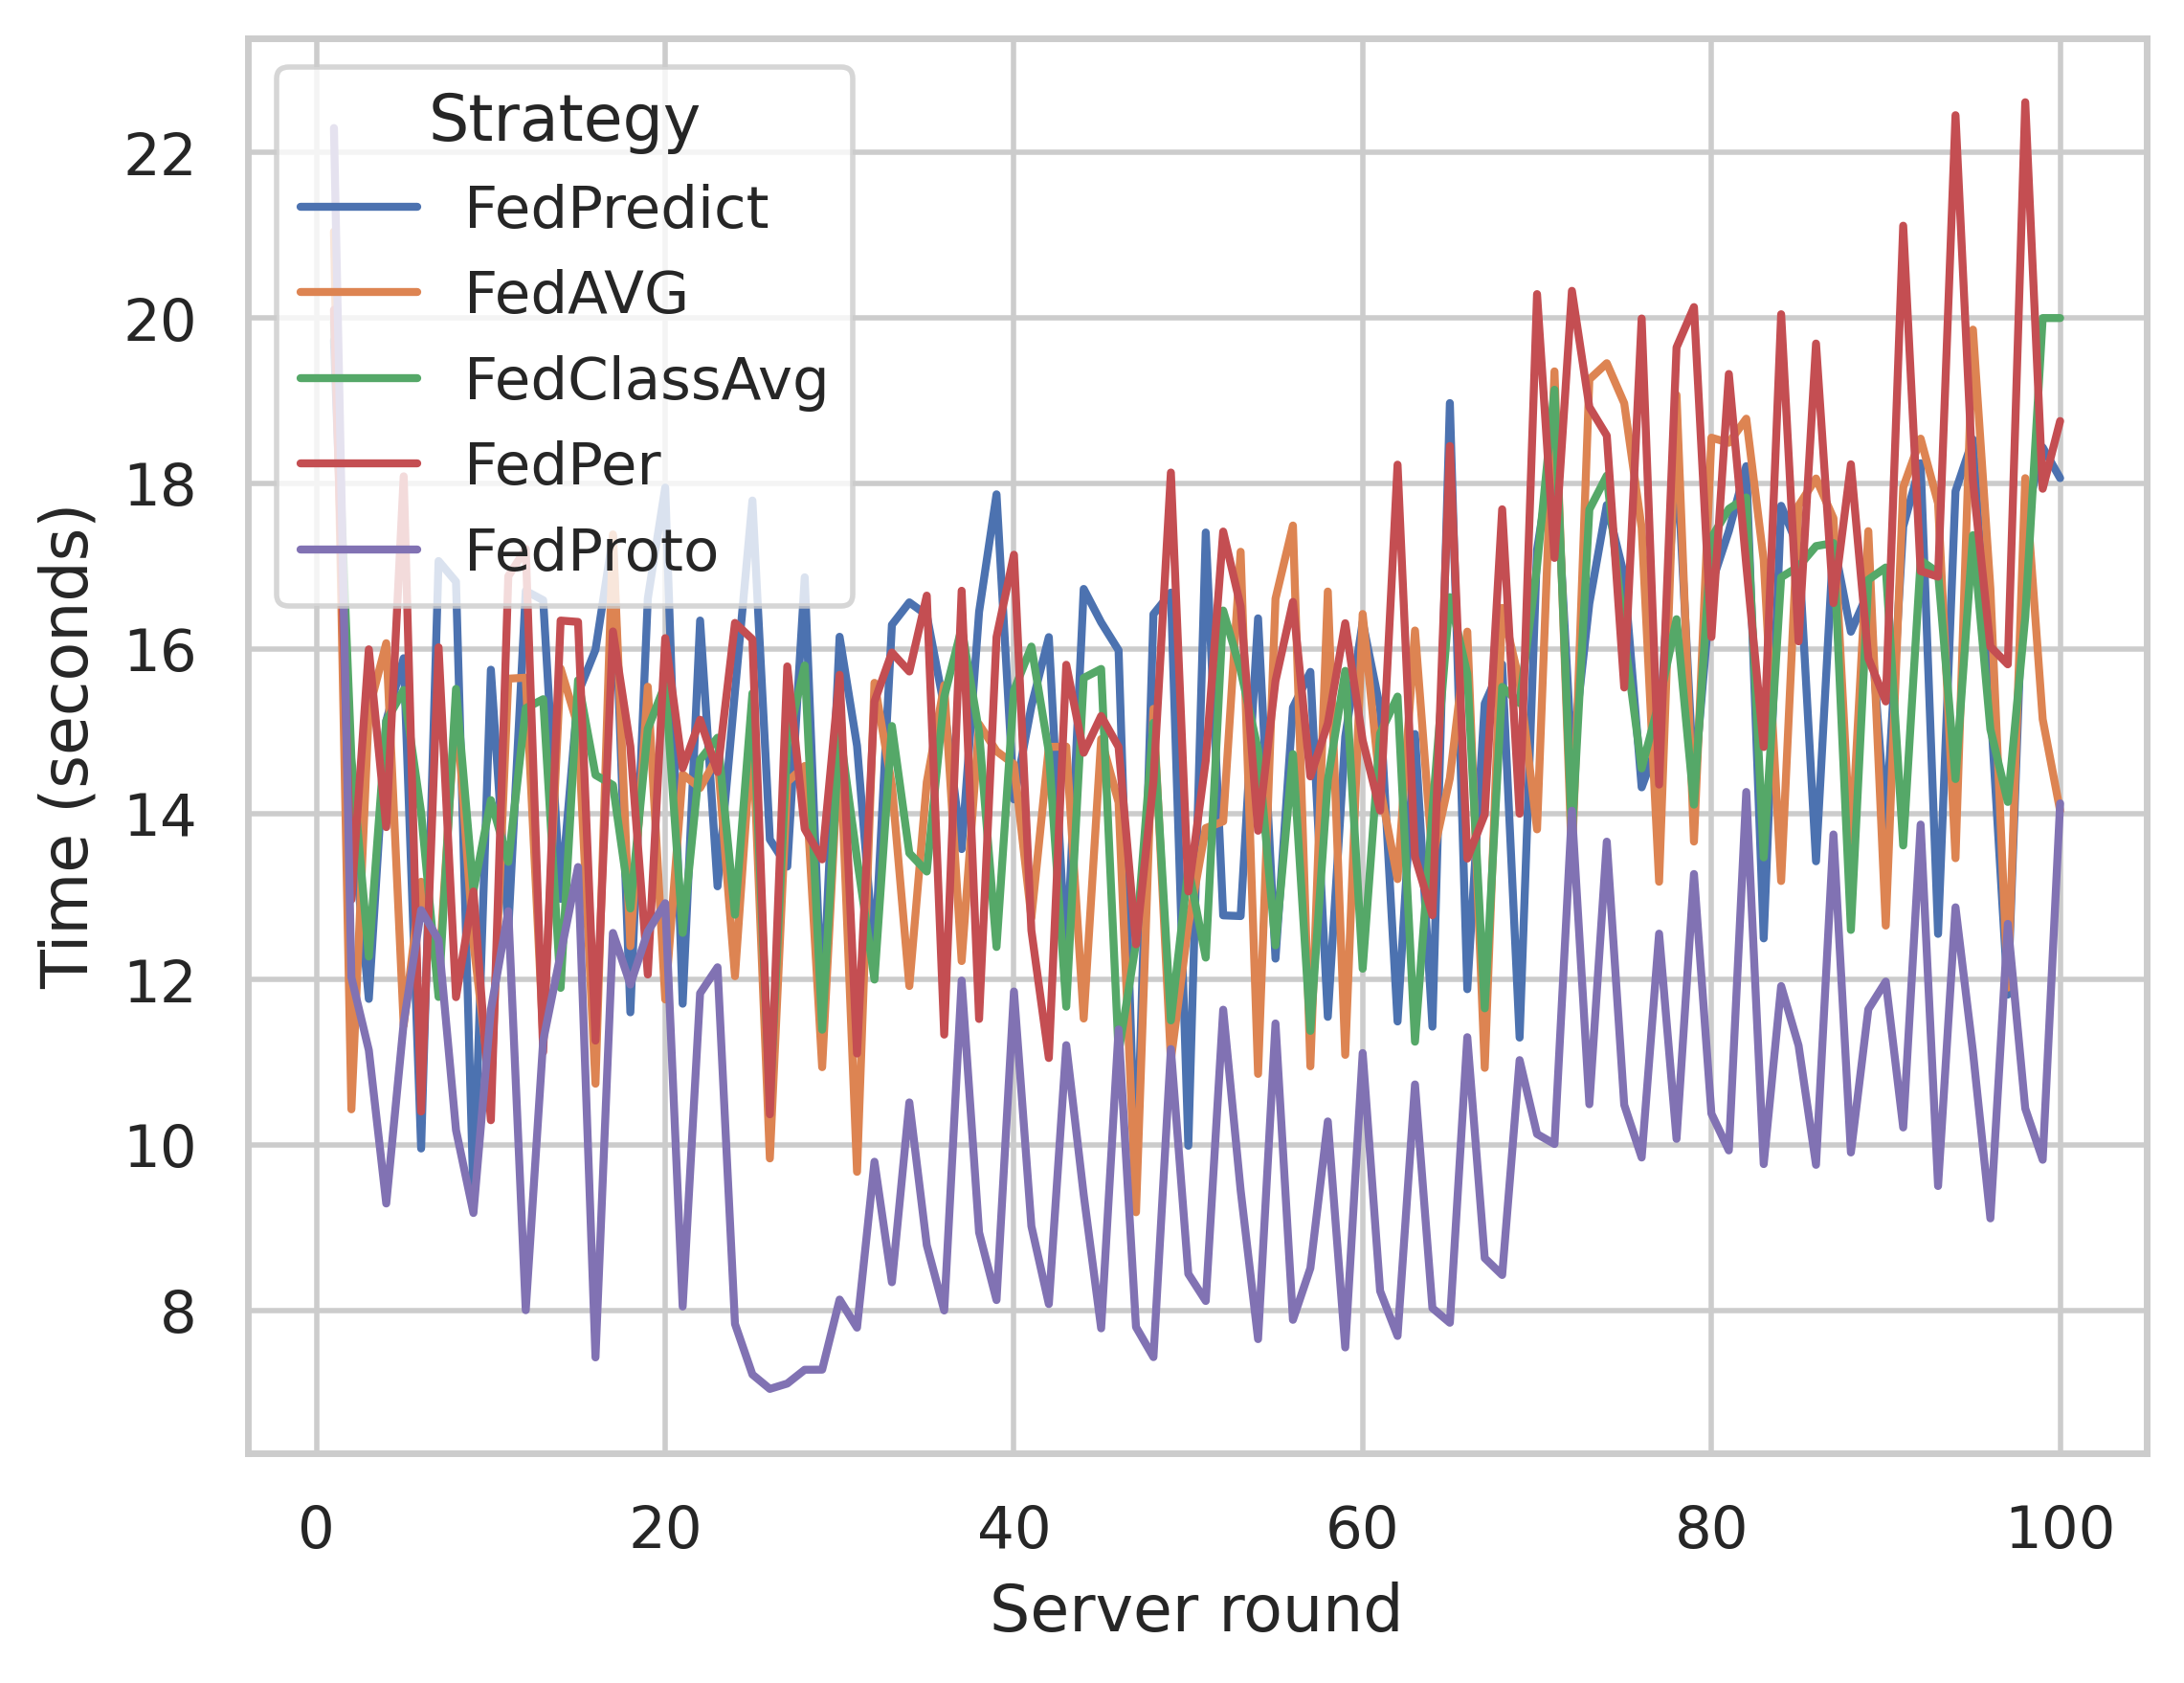 Strategy
FedPredict
FedAVG
FedClassAvg
FedPer
FedProto
Time (seconds)
22
20
18
16
14
12
10
8
0 20 40 60 80 100
Server round